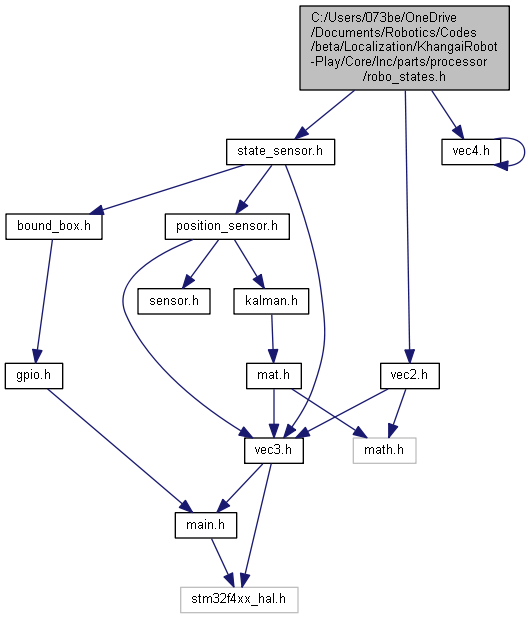 C:/Users/073be/OneDrive
/Documents/Robotics/Codes
/beta/Localization/KhangaiRobot
-Play/Core/Inc/parts/processor
/robo_states.h
state_sensor.h
vec4.h
bound_box.h
position_sensor.h
sensor.h
kalman.h
gpio.h
mat.h
vec2.h
vec3.h
math.h
main.h
stm32f4xx_hal.h